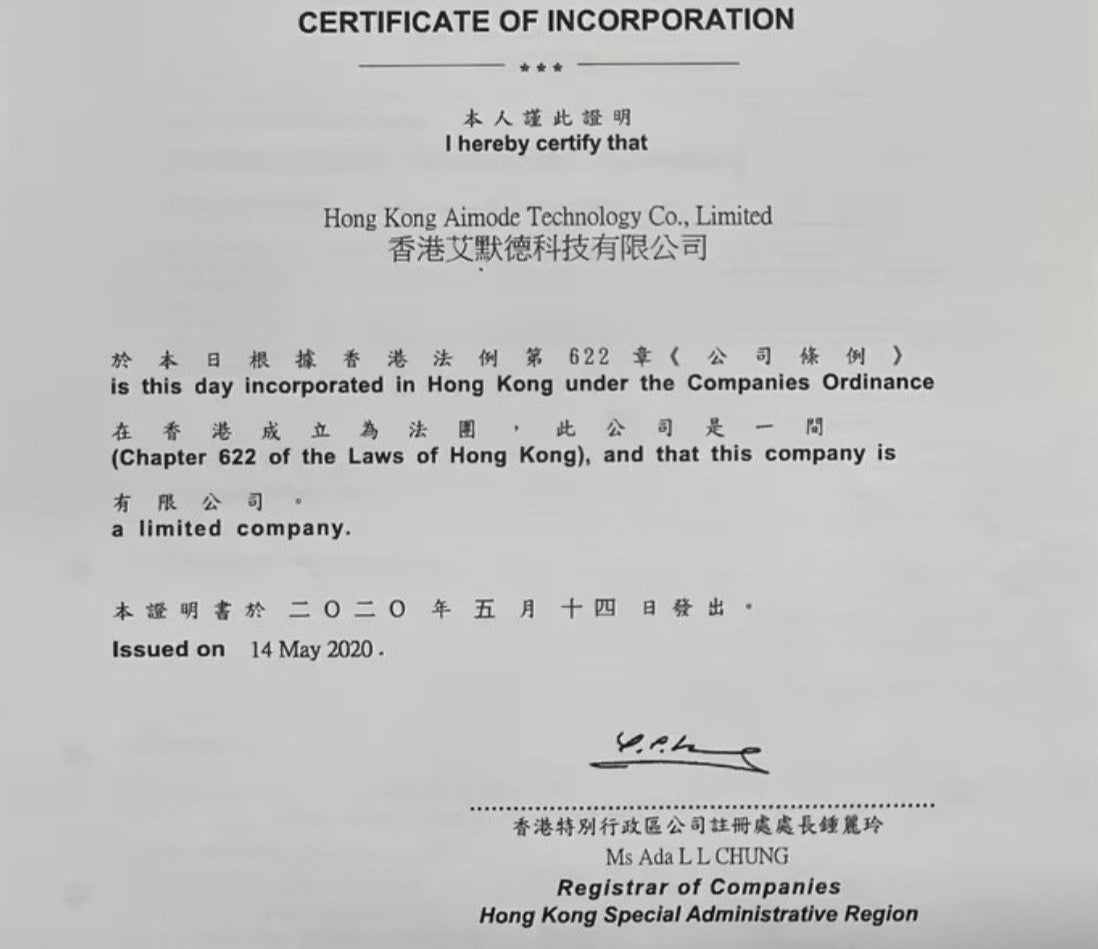 CERTIFICATE OF INCORPORATION
***
本人謹此證明
I hereby certify that
Hong Kong Aimode Technology Co., Limited
香港艾默德科技有限公司
於本日根據香港法例第622章《公司條例》
is this day incorporated in Hong Kong under the Companies Ordinance
在香港成立為法團，此公司是一間
(Chapter 622 of the Laws of Hong Kong), and that this company is
有限公司。
a limited company.
本證明書於二〇二〇年五月十四日發出。
Issued on 14 May 2020.
香港特別行政區公司註冊處處長鍾麗玲
Ms Ada L L CHUNG
Registrar of Companies
Hong Kong Special Administrative Region